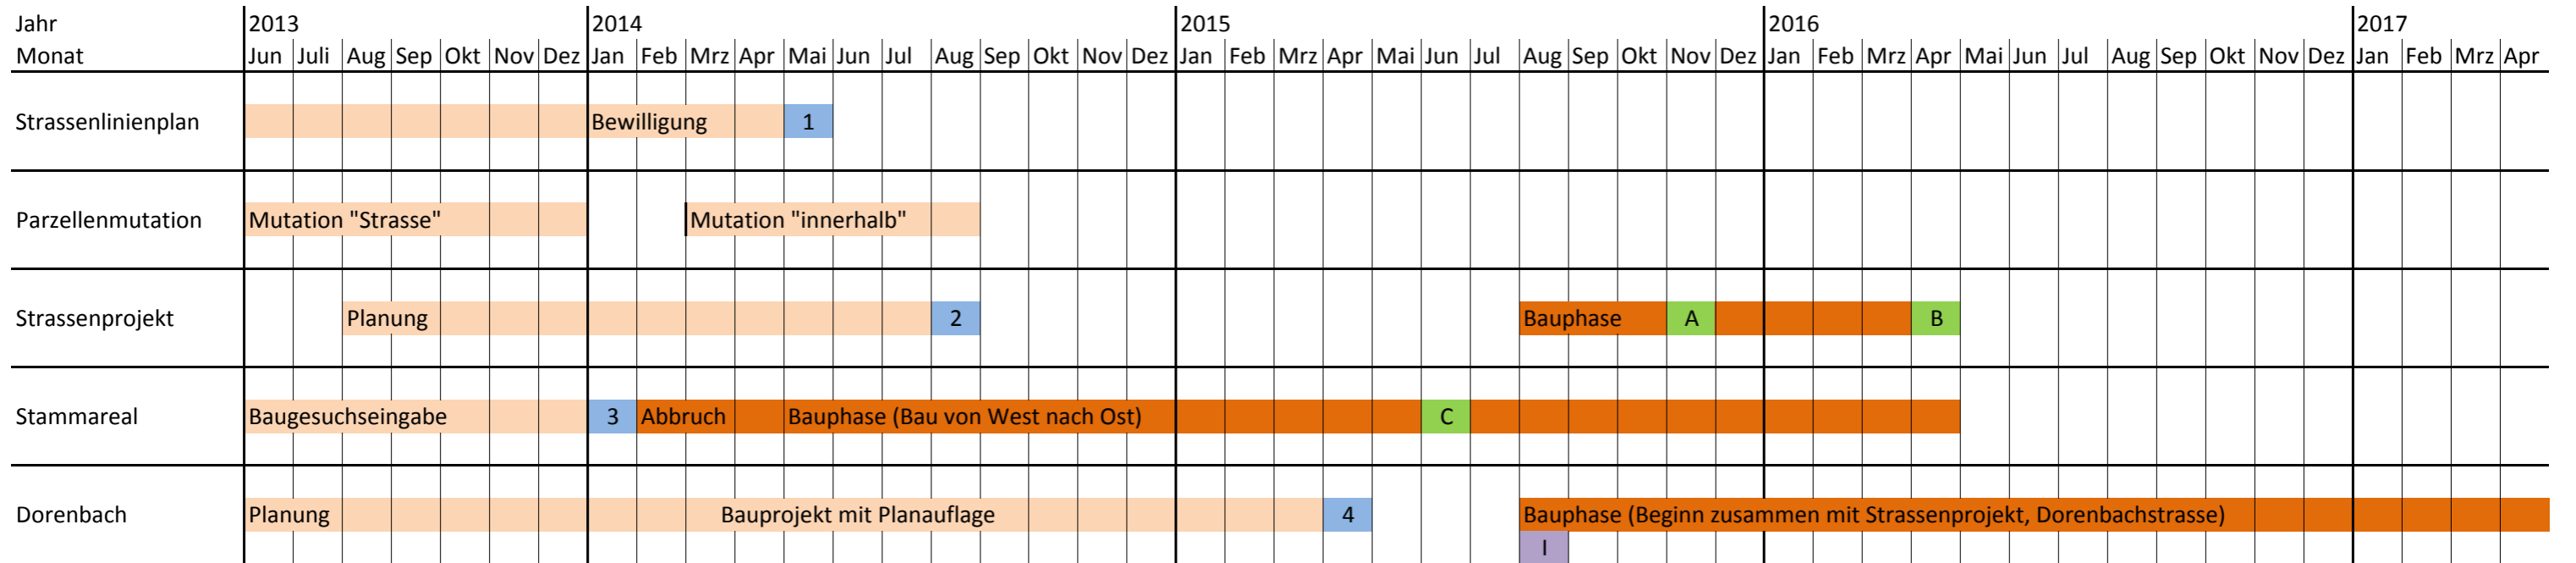 Jahr 2013 2014 2015 2016 2017
Monat Jun Juli Aug Sep Okt Nov Dez Jan Feb Mrz Apr Mai Jun Jul Aug Sep Okt Nov Dez Jan Feb Mrz Apr Mai Jun Jul Aug Sep Okt Nov Dez Jan Feb Mrz Apr Mai Jun Jul Aug Sep Okt Nov Dez Jan Feb Mrz Apr
Strassenlinienplan Bewilligung 1
Parzellenmutation Mutation "Strasse" Mutation "innerhalb"
Strassenprojekt Planung 2 Bauphase A B
Stammareal Baugesuchseingabe 3 Abbruch Bauphase (Bau von West nach Ost) C
Dorenbach Planung Bauprojekt mit Planauflage 4 Bauphase (Beginn zusammen mit Strassenprojekt, Dorenbachstrasse)
I